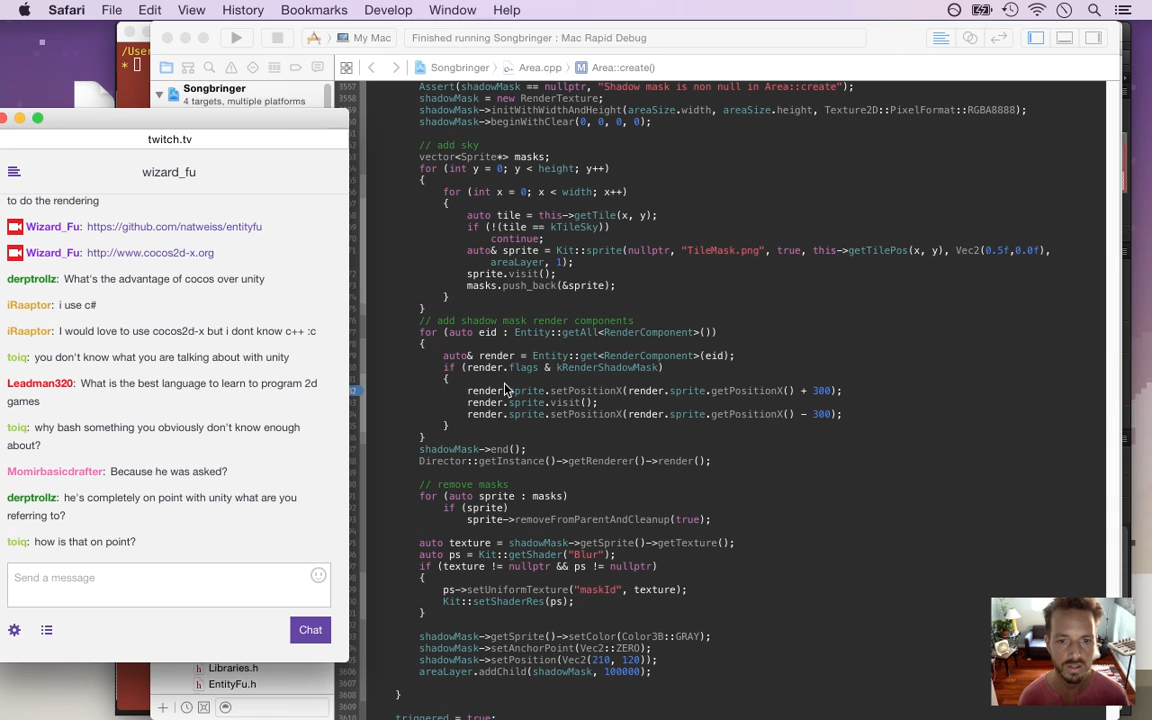 Safari File Edit View History Bookmarks Develop Window Help
My Mac
Finished running Songbringer : Mac Rapid Debug
/User
*
Songbringer
4 targets, multiple platforms
Songbringer
Area.cpp
Area::create()
twitch.tv
wizard_fu
to do the rendering
Wizard_Fu: https://github.com/natweiss/entityfu
Wizard_Fu: http://www.cocos2d-x.org
derptrollz: What's the advantage of cocos over unity
iRaaptor: i use c#
iRaaptor: I would love to use cocos2d-x but i dont know c++ :c
toiq: you don't know what you are talking about with unity
Leadman320: What is the best language to learn to program 2d
games
toiq: why bash something you obviously don't know enough
about?
Momirbasicdrafter: Because he was asked?
derptrollz: he's completely on point with unity what are you
referring to?
toiq: how is that on point?
Send a message
Chat
Libraries.h
EntityFu.h
3557 Assert(shadowMask == nullptr, "Shadow mask is non null in Area::create");
3558 shadowMask = new RenderTexture;
shadowMask->initWithWidthAndHeight(areaSize.width, areaSize.height, Texture2D::PixelFormat::RGBA8888);
shadowMask->beginWithClear(0, 0, 0, 0);
// add sky
vector<Sprite*> masks;
for (int y = 0; y < height; y++)
{
for (int x = 0; x < width; x++)
{
auto tile = this->getTile(x, y);
if (!(tile == kTileSky))
continue;
auto& sprite = Kit::sprite(nullptr, "TileMask.png", true, this->getTilePos(x, y), Vec2(0.5f,0.0f),
areaLayer, 1);
sprite.visit();
masks.push_back(&sprite);
}
}
// add shadow mask render components
for (auto eid : Entity::getAll<RenderComponent>())
{
auto& render = Entity::get<RenderComponent>(eid);
if (render.flags & kRenderShadowMask)
{
render.sprite.setPositionX(render.sprite.getPositionX() + 300);
render.sprite.visit();
render.sprite.setPositionX(render.sprite.getPositionX() - 300);
}
}
shadowMask->end();
Director::getInstance()->getRenderer()->render();
// remove masks
for (auto sprite : masks)
if (sprite)
sprite->removeFromParentAndCleanup(true);
auto texture = shadowMask->getSprite()->getTexture();
auto ps = Kit::getShader("Blur");
if (texture != nullptr && ps != nullptr)
{
ps->setUniformTexture("maskId", texture);
Kit::setShaderRes(ps);
}
shadowMask->getSprite()->setColor(Color3B::GRAY);
shadowMask->setAnchorPoint(Vec2::ZERO);
shadowMask->setPosition(Vec2(210, 120));
3606 areaLayer.addChild(shadowMask, 100000);
3607
3608 }
3609
triggered = true;